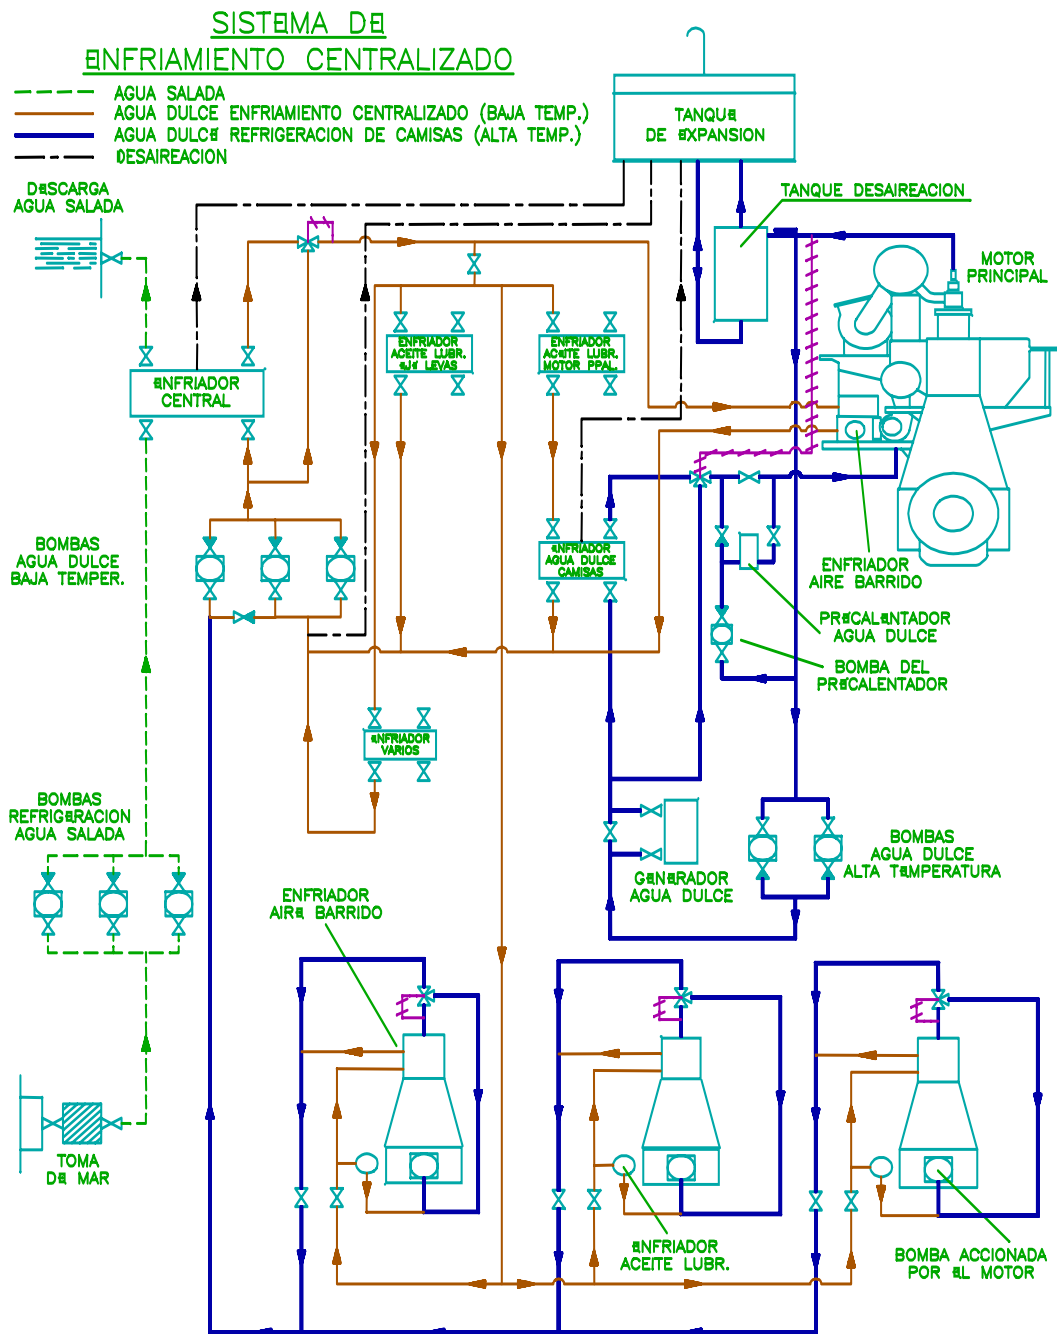 SISTEMA DE
ENFRIAMIENTO CENTRALIZADO
AGUA SALADA
AGUA DULCE ENFRIAMIENTO CENTRALIZADO (BAJA TEMP.)
AGUA DULCE REFRIGERACION DE CAMISAS (ALTA TEMP.)
DESAIREACION
TANQUE
DE EXPANSION
DESCARGA
AGUA SALADA
TANQUE DESAIREACION
MOTOR
PRINCIPAL
ENFRIADOR
ACEITE LUBR.
EJE LEVAS
ENFRIADOR
ACEITE LUBR.
MOTOR PPAL.
ENFRIADOR
CENTRAL
BOMBAS
AGUA DULCE
BAJA TEMPER.
ENFRIADOR
AGUA DULCE
CAMISAS
ENFRIADOR
AIRE BARRIDO
PRECALENTADOR
AGUA DULCE
BOMBA DEL
PRECALENTADOR
ENFRIADOR
VARIOS
BOMBAS
REFRIGERACION
AGUA SALADA
BOMBAS
AGUA DULCE
ALTA TEMPERATURA
GENERADOR
AGUA DULCE
ENFRIADOR
AIRE BARRIDO
TOMA
DE MAR
ENFRIADOR
ACEITE LUBR.
BOMBA ACCIONADA
POR EL MOTOR